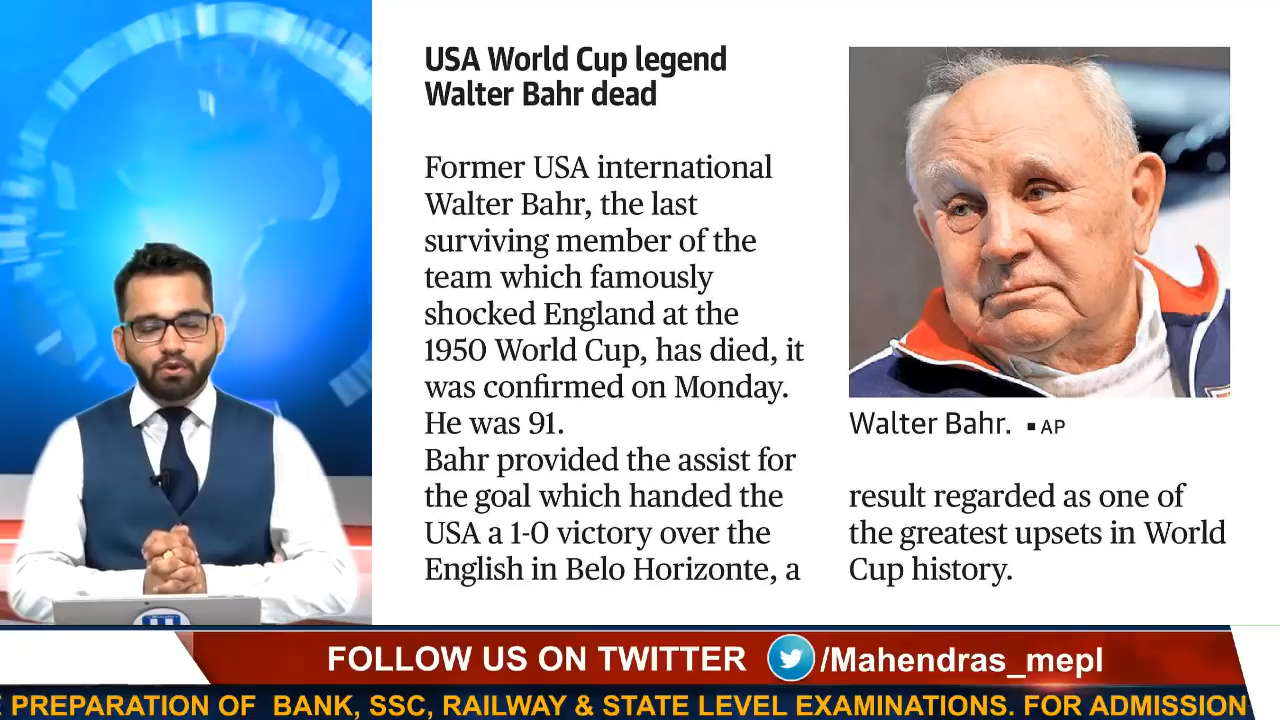 USA World Cup legend
Walter Bahr dead
Former USA international
Walter Bahr, the last
surviving member of the
team which famously
shocked England at the
1950 World Cup, has died, it
was confirmed on Monday.
He was 91.
Bahr provided the assist for
the goal which handed the
USA a 1-0 victory over the
English in Belo Horizonte, a
Walter Bahr. ▪ AP
result regarded as one of
the greatest upsets in World
Cup history.
FOLLOW US ON TWITTER /Mahendras_mepl
PREPARATION OF BANK, SSC, RAILWAY & STATE LEVEL EXAMINATIONS. FOR ADMISSION